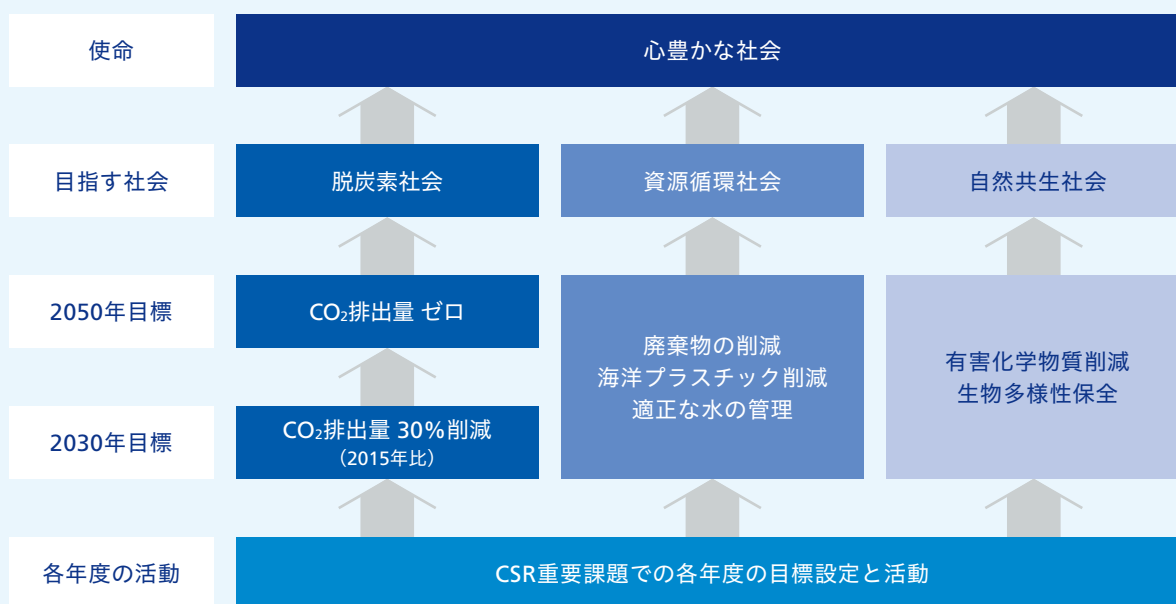 使命
心豊かな社会
目指す社会
脱炭素社会
資源循環社会
自然共生社会
2050年目標
CO₂排出量 ゼロ
廃棄物の削減
海洋プラスチック削減
適正な水の管理
有害化学物質削減
生物多様性保全
2030年目標
CO₂排出量 30%削減
（2015年比）
各年度の活動
CSR重要課題での各年度の目標設定と活動